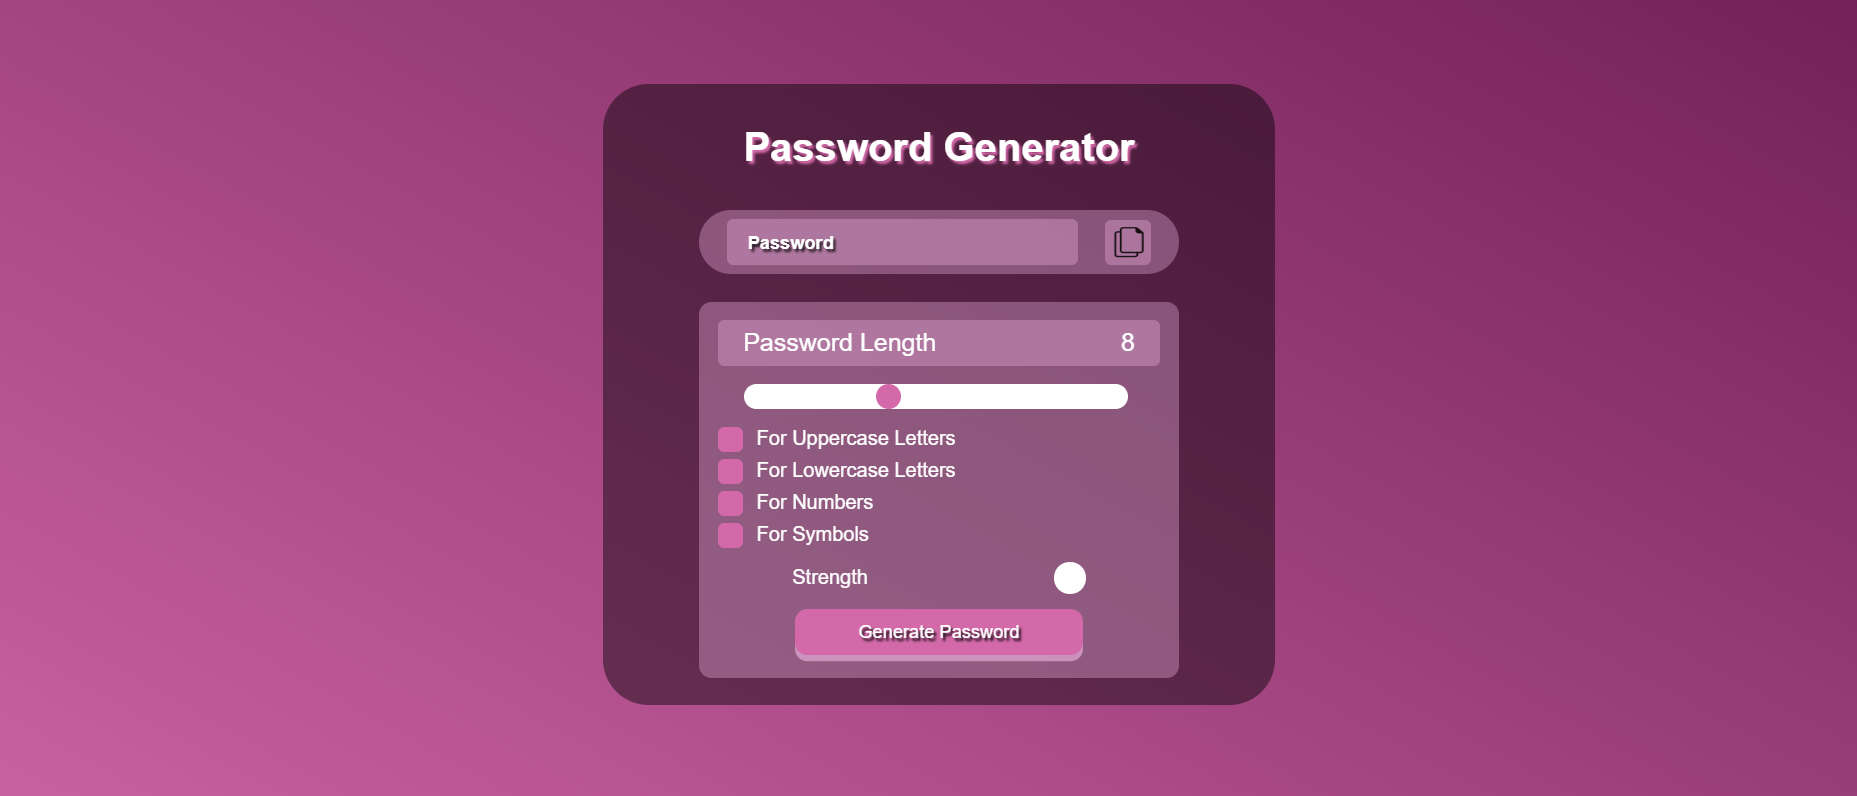 Password Generator
Password
Password Length 8
For Uppercase Letters
For Lowercase Letters
For Numbers
For Symbols
Strength
Generate Password